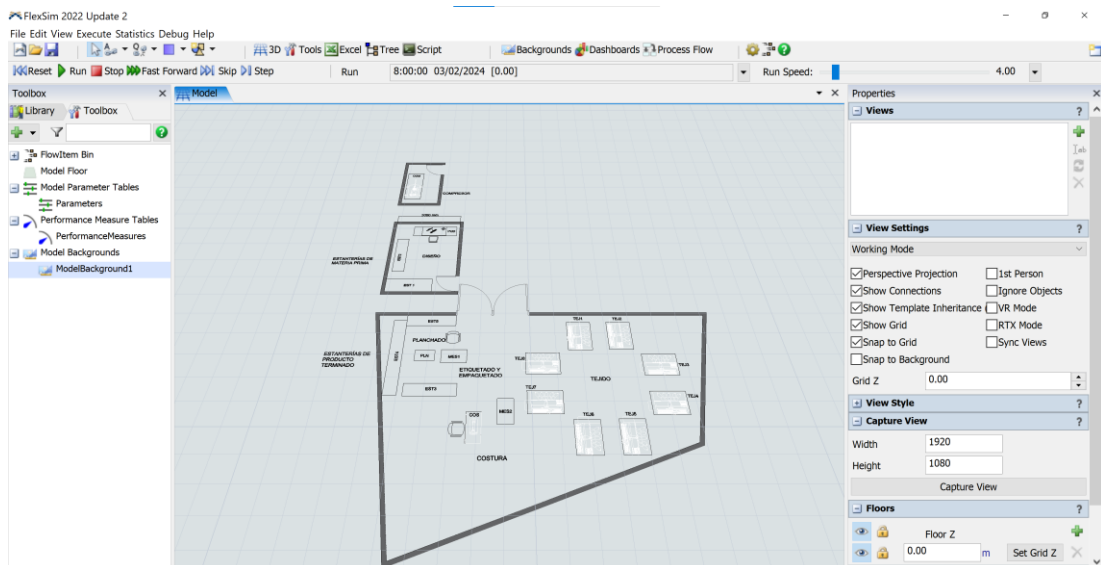 FlexSim 2022 Update 2
File Edit View Execute Statistics Debug Help
3D Tools Excel Tree Script Backgrounds Dashboards Process Flow
Reset Run Stop Fast Forward Skip Step Run 8:00:00 03/02/2024 [0.00] Run Speed: 4.00
Toolbox
Library Toolbox
FlowItem Bin
Model Floor
Model Parameter Tables
Parameters
Performance Measure Tables
PerformanceMeasures
Model Backgrounds
ModelBackground1
Model
COMPRESOR
ESTANTERÍAS DE
MATERIA PRIMA
DISEÑO
EST1
ESTANTERÍAS DE
PRODUCTO
TERMINADO
PLANCHADO
PLN
MES1
ETIQUETADO Y
EMPAQUETADO
EST3
COS
MES2
COSTURA
TEJ1
TEJ2
TEJ3
TEJ4
TEJ7
TEJIDO
Properties
Views
View Settings
Working Mode
Perspective Projection 1st Person
Show Connections Ignore Objects
Show Template Inheritance VR Mode
Show Grid RTX Mode
Snap to Grid Sync Views
Snap to Background
Grid Z 0.00
View Style
Capture View
Width 1920
Height 1080
Capture View
Floors
Floor Z
0.00 m Set Grid Z